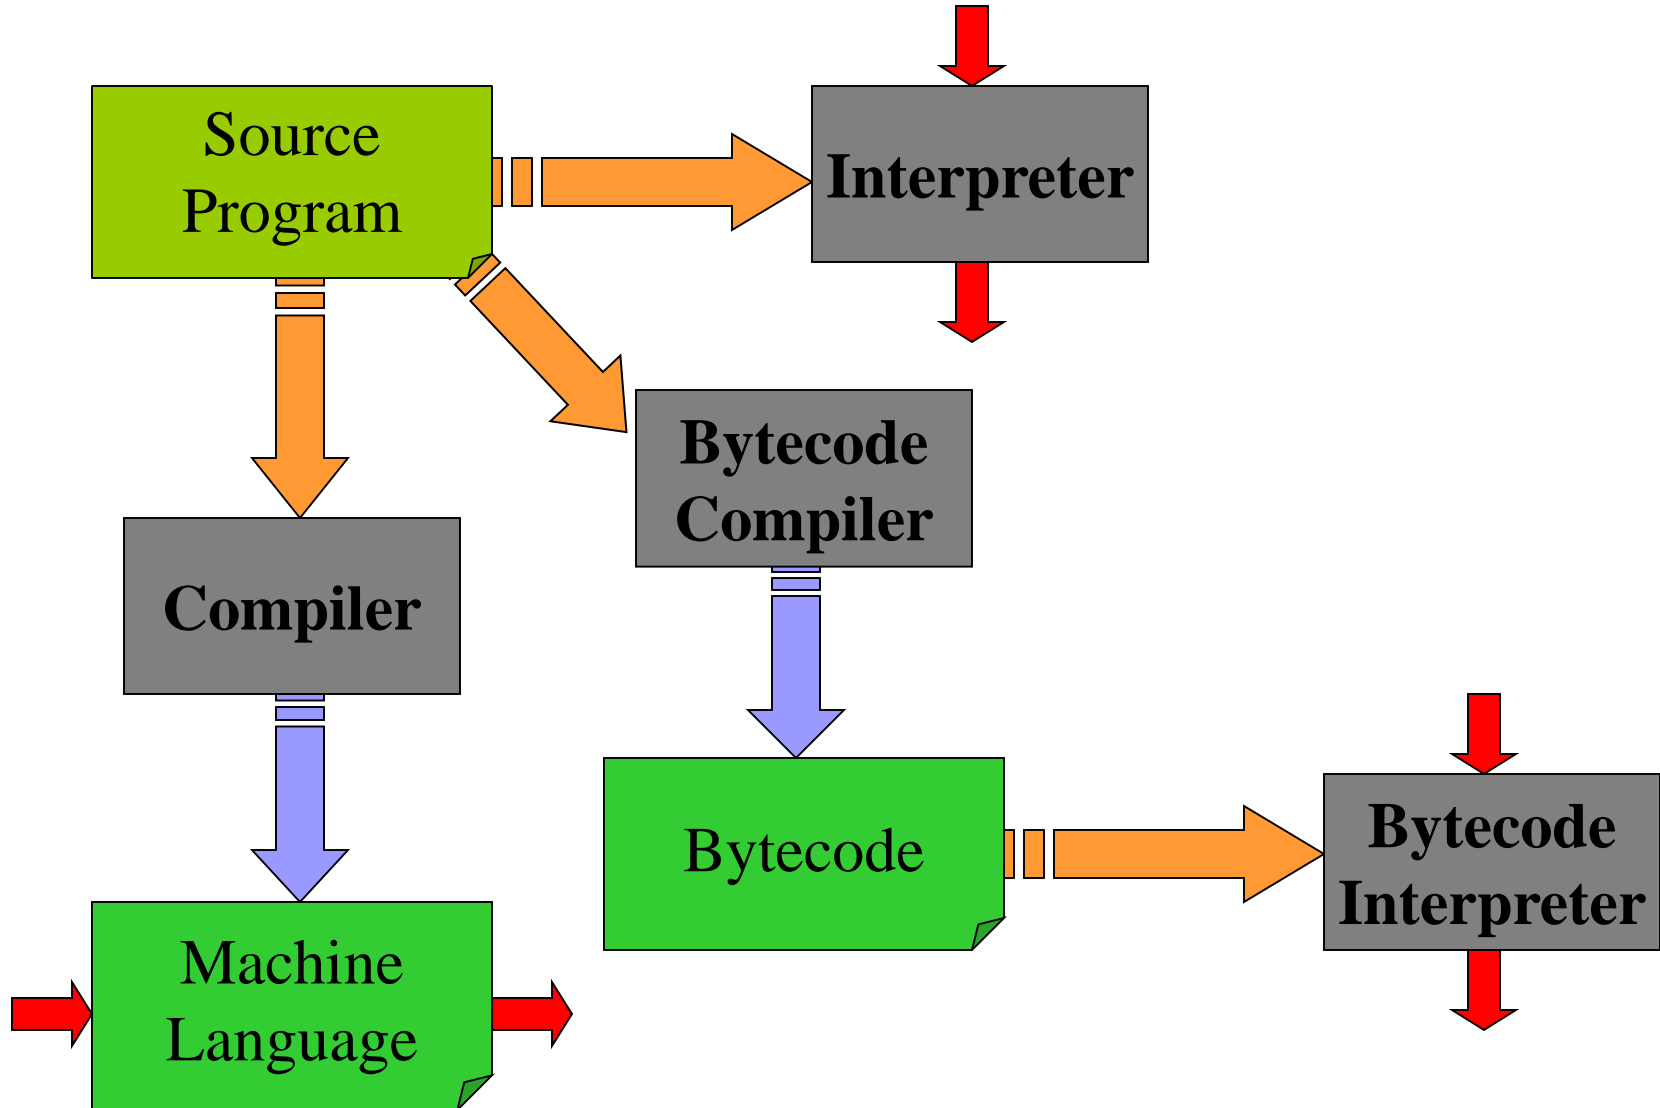 Source
Program
Interpreter
Bytecode
Compiler
Compiler
Bytecode
Bytecode
Interpreter
Machine
Language